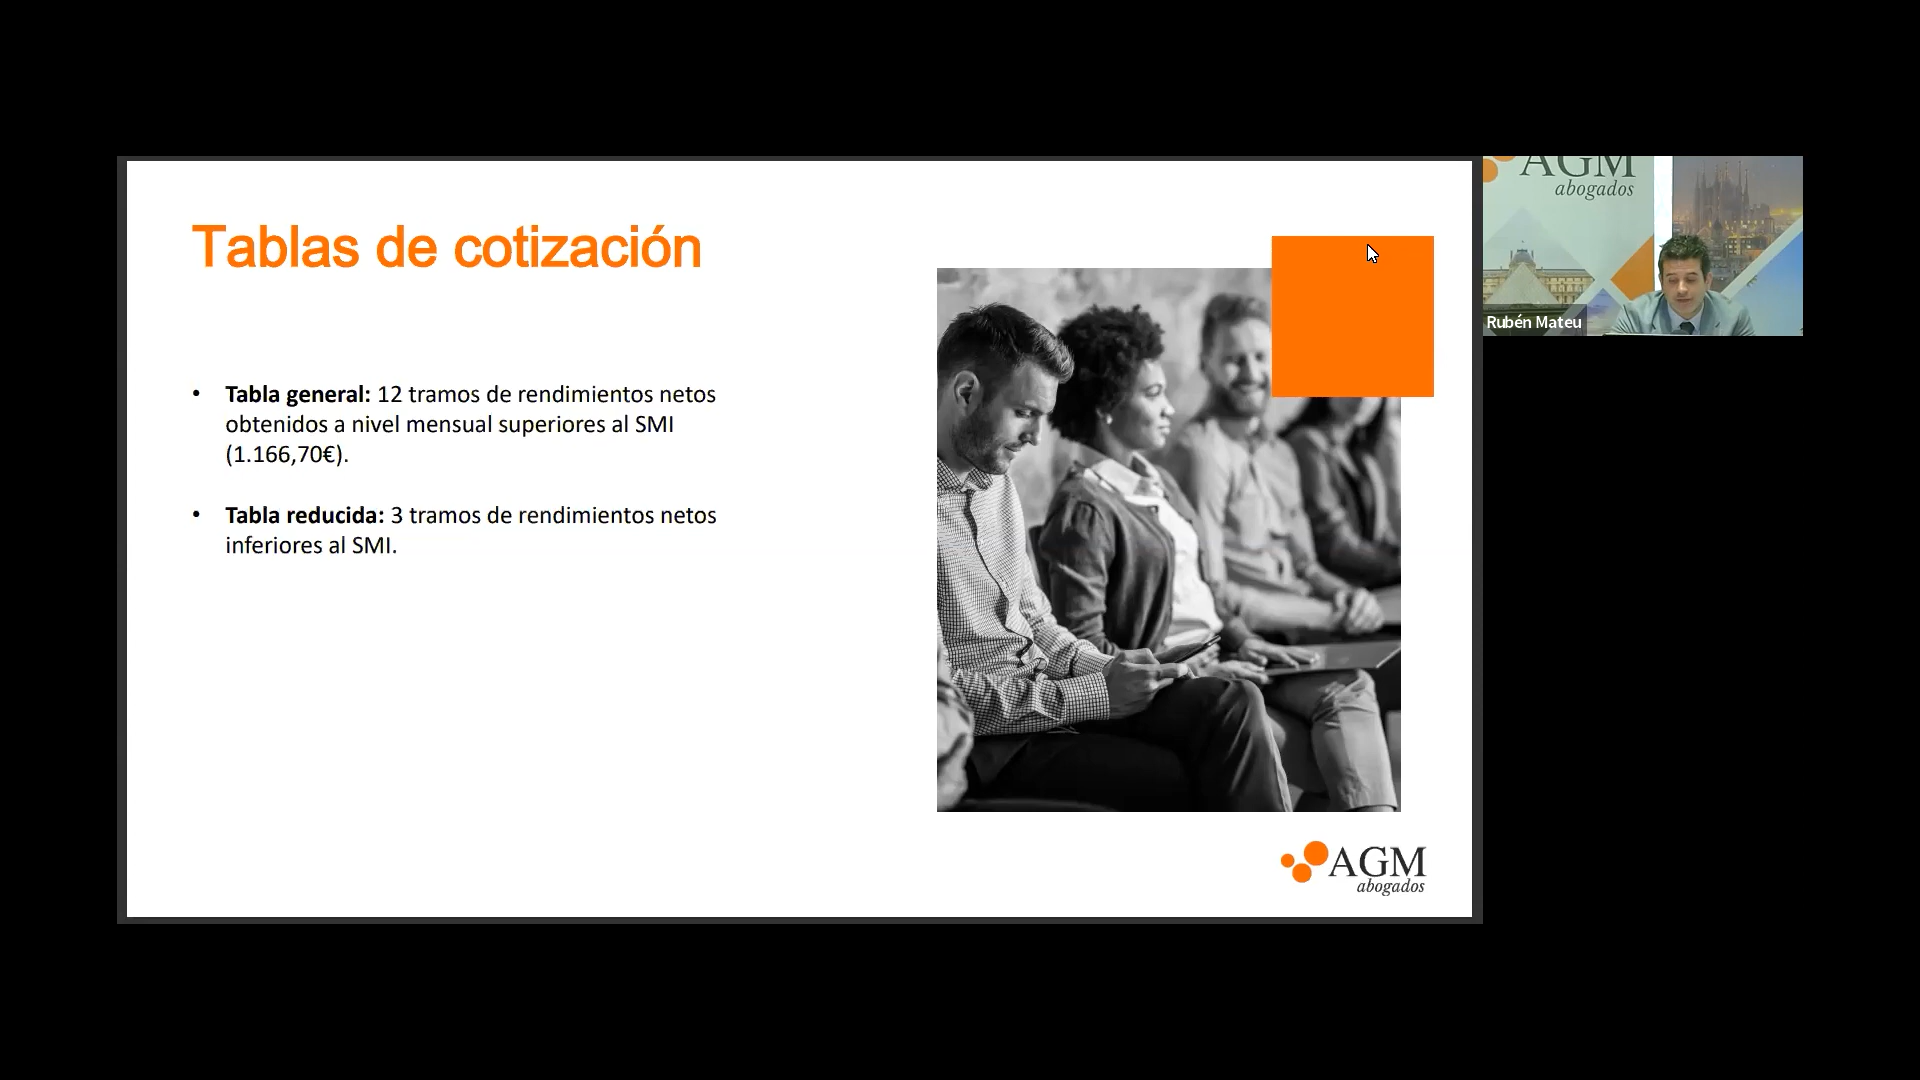 Tablas de cotización
• Tabla general: 12 tramos de rendimientos netos
obtenidos a nivel mensual superiores al SMI
(1.166,70€).
• Tabla reducida: 3 tramos de rendimientos netos
inferiores al SMI.
AGM
abogados
AGM
abogados
Rubén Mateu